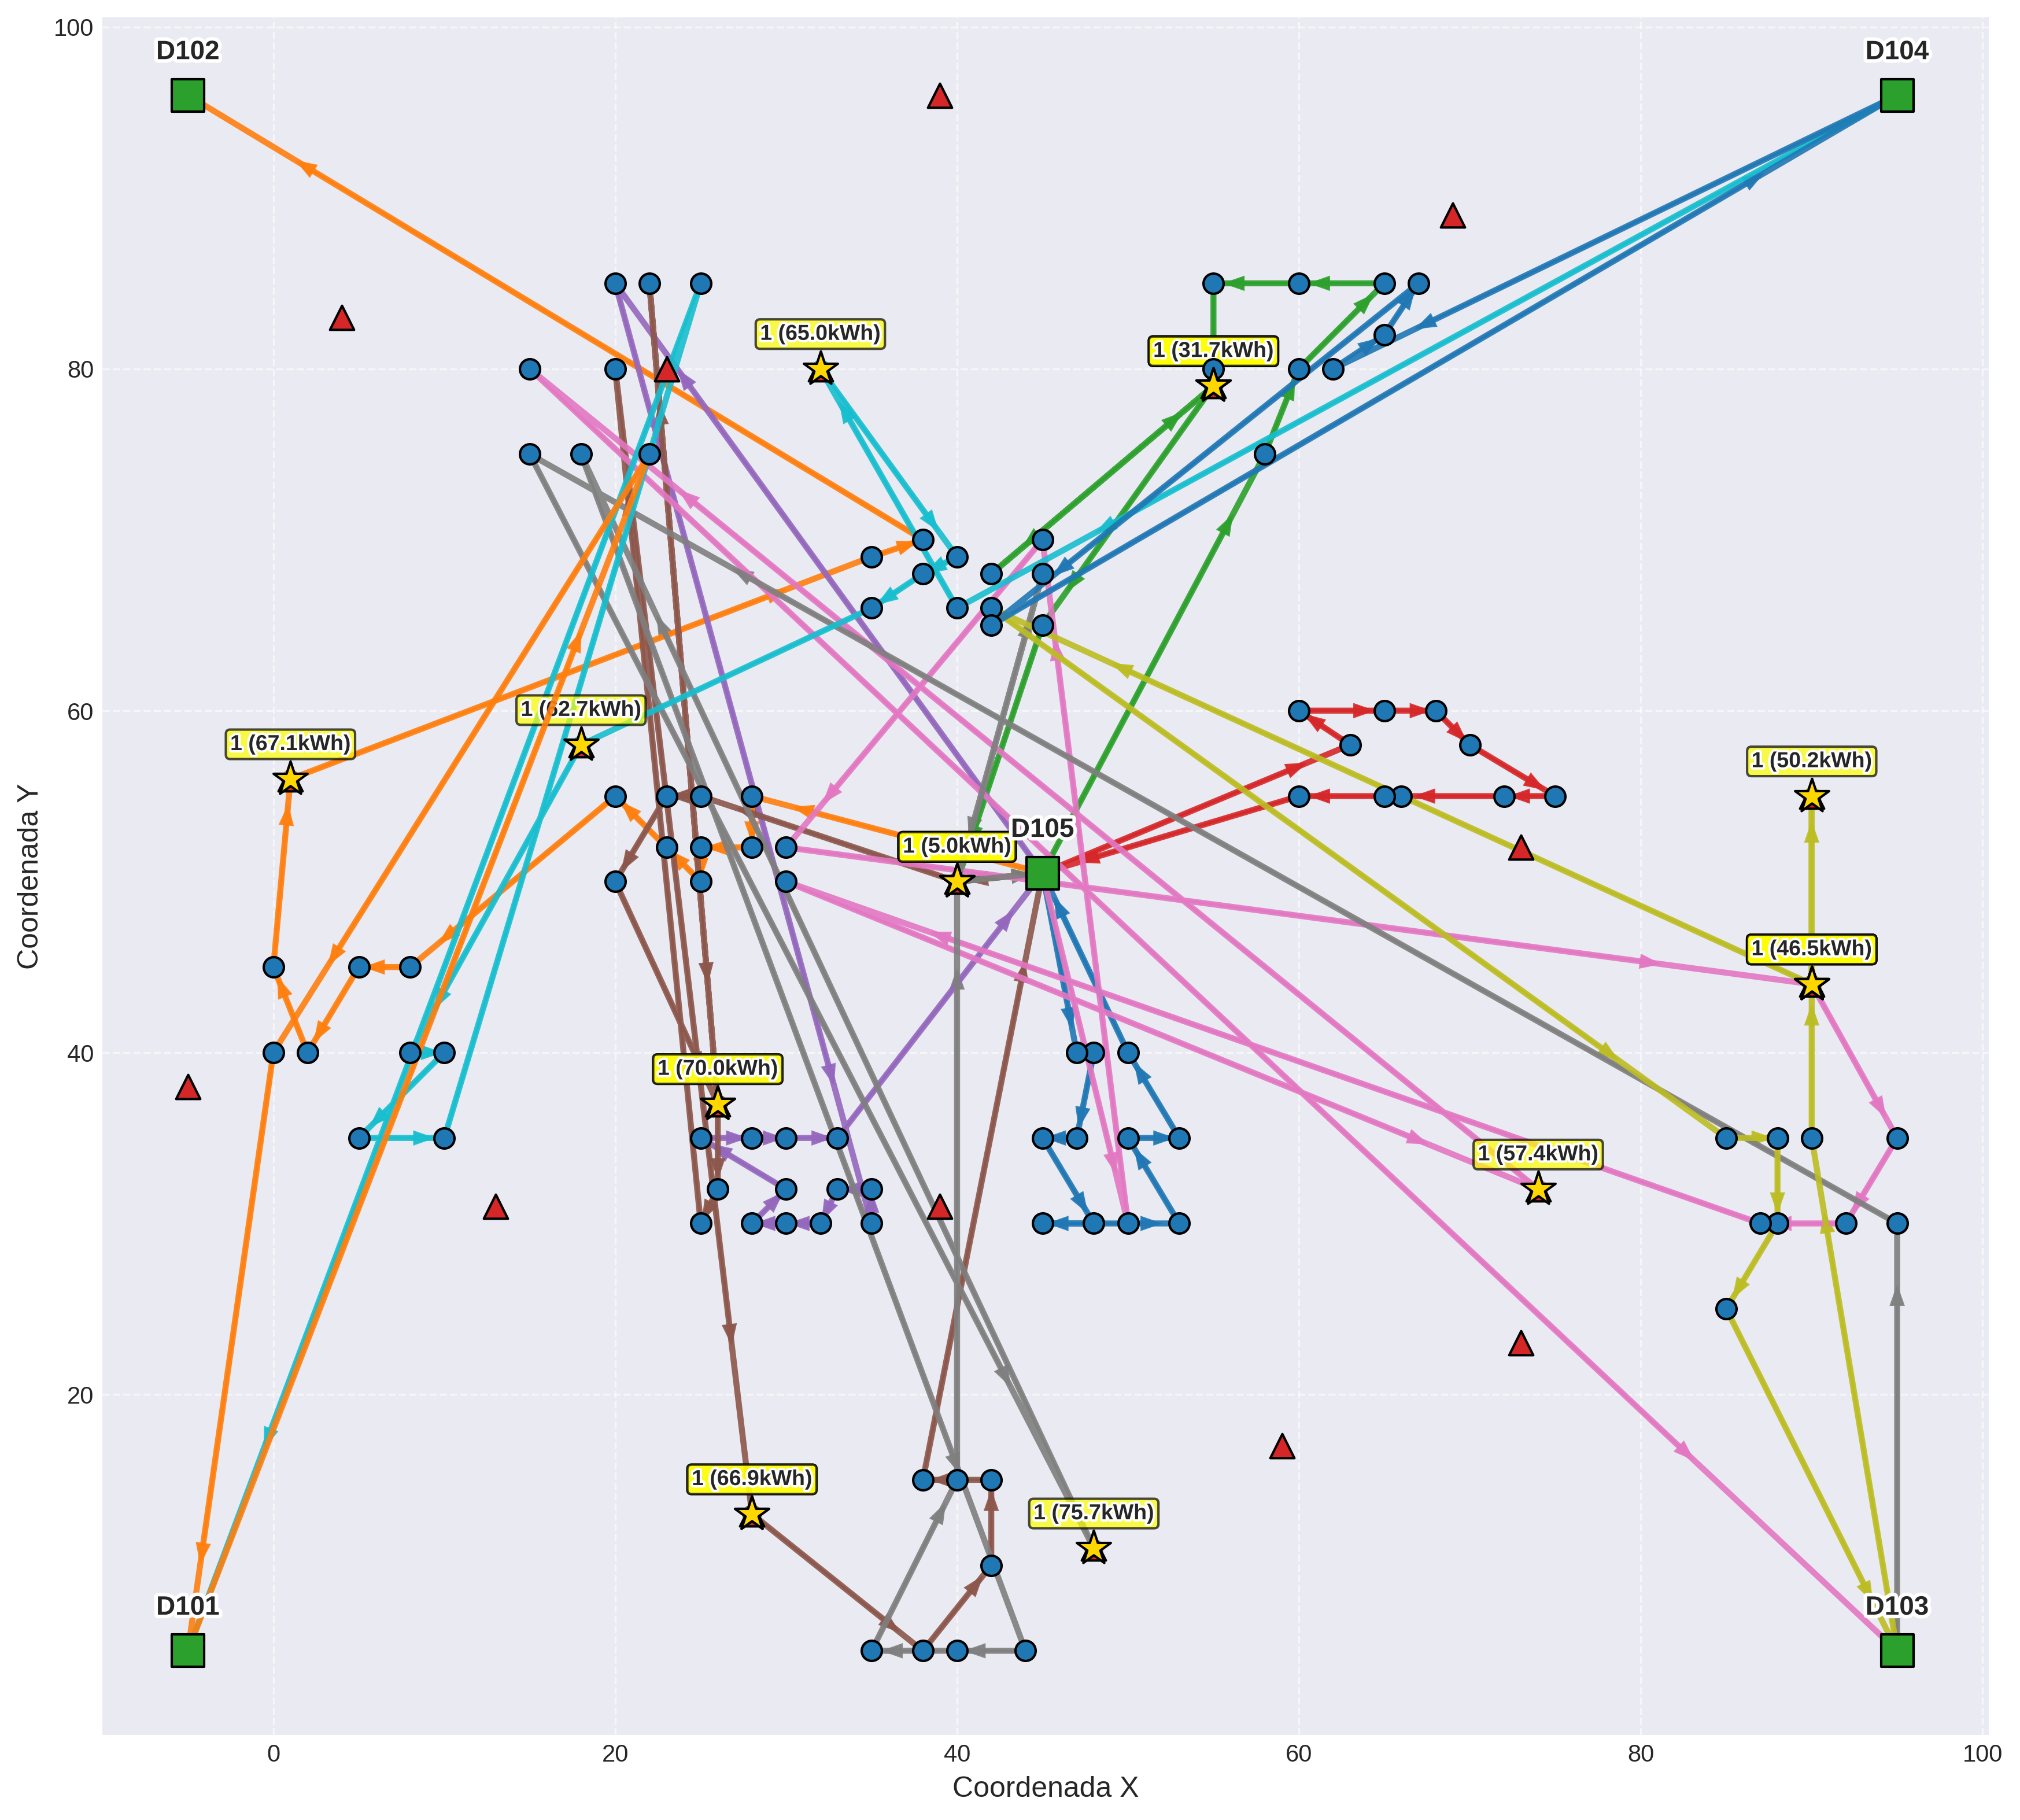 100
D102
D104
1 (65.0kWh)
1 (31.7kWh)
80
1 (62.7kWh)
60
1 (67.1kWh)
1 (50.2kWh)
D105
1 (5.0kWh)
1 (46.5kWh)
Coordenada Y
1 (70.0kWh)
40
1 (57.4kWh)
20
1 (66.9kWh)
1 (75.7kWh)
D101
D103
0
20
40
60
80
100
Coordenada X